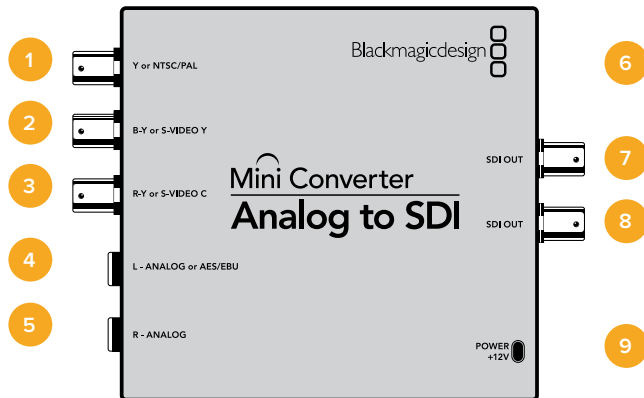 1
Y or NTSC/PAL
Blackmagicdesign
6
2
B-Y or S-VIDEO Y
SDI OUT
7
3
R-Y or S-VIDEO C
Mini Converter
Analog to SDI
SDI OUT
8
4
L - ANALOG or AES/EBU
5
R - ANALOG
POWER
+12V
9